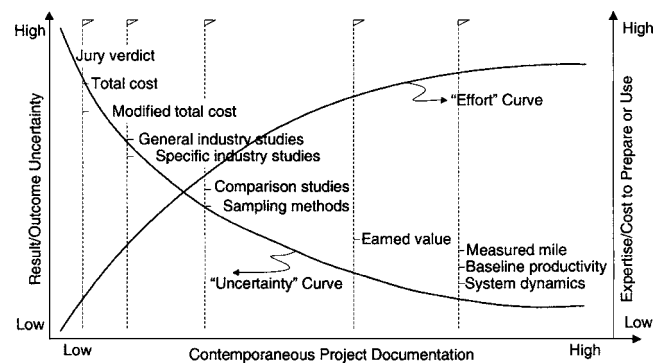 High
High
Jury verdict
Total cost
Modified total cost
"Effort" Curve
General industry studies
Specific industry studies
Comparison studies
Sampling methods
Earned value
Measured mile
Baseline productivity
System dynamics
"Uncertainty" Curve
Result/Outcome Uncertainty
Expertise/Cost to Prepare or Use
Low
Low
Low
Contemporaneous Project Documentation
High